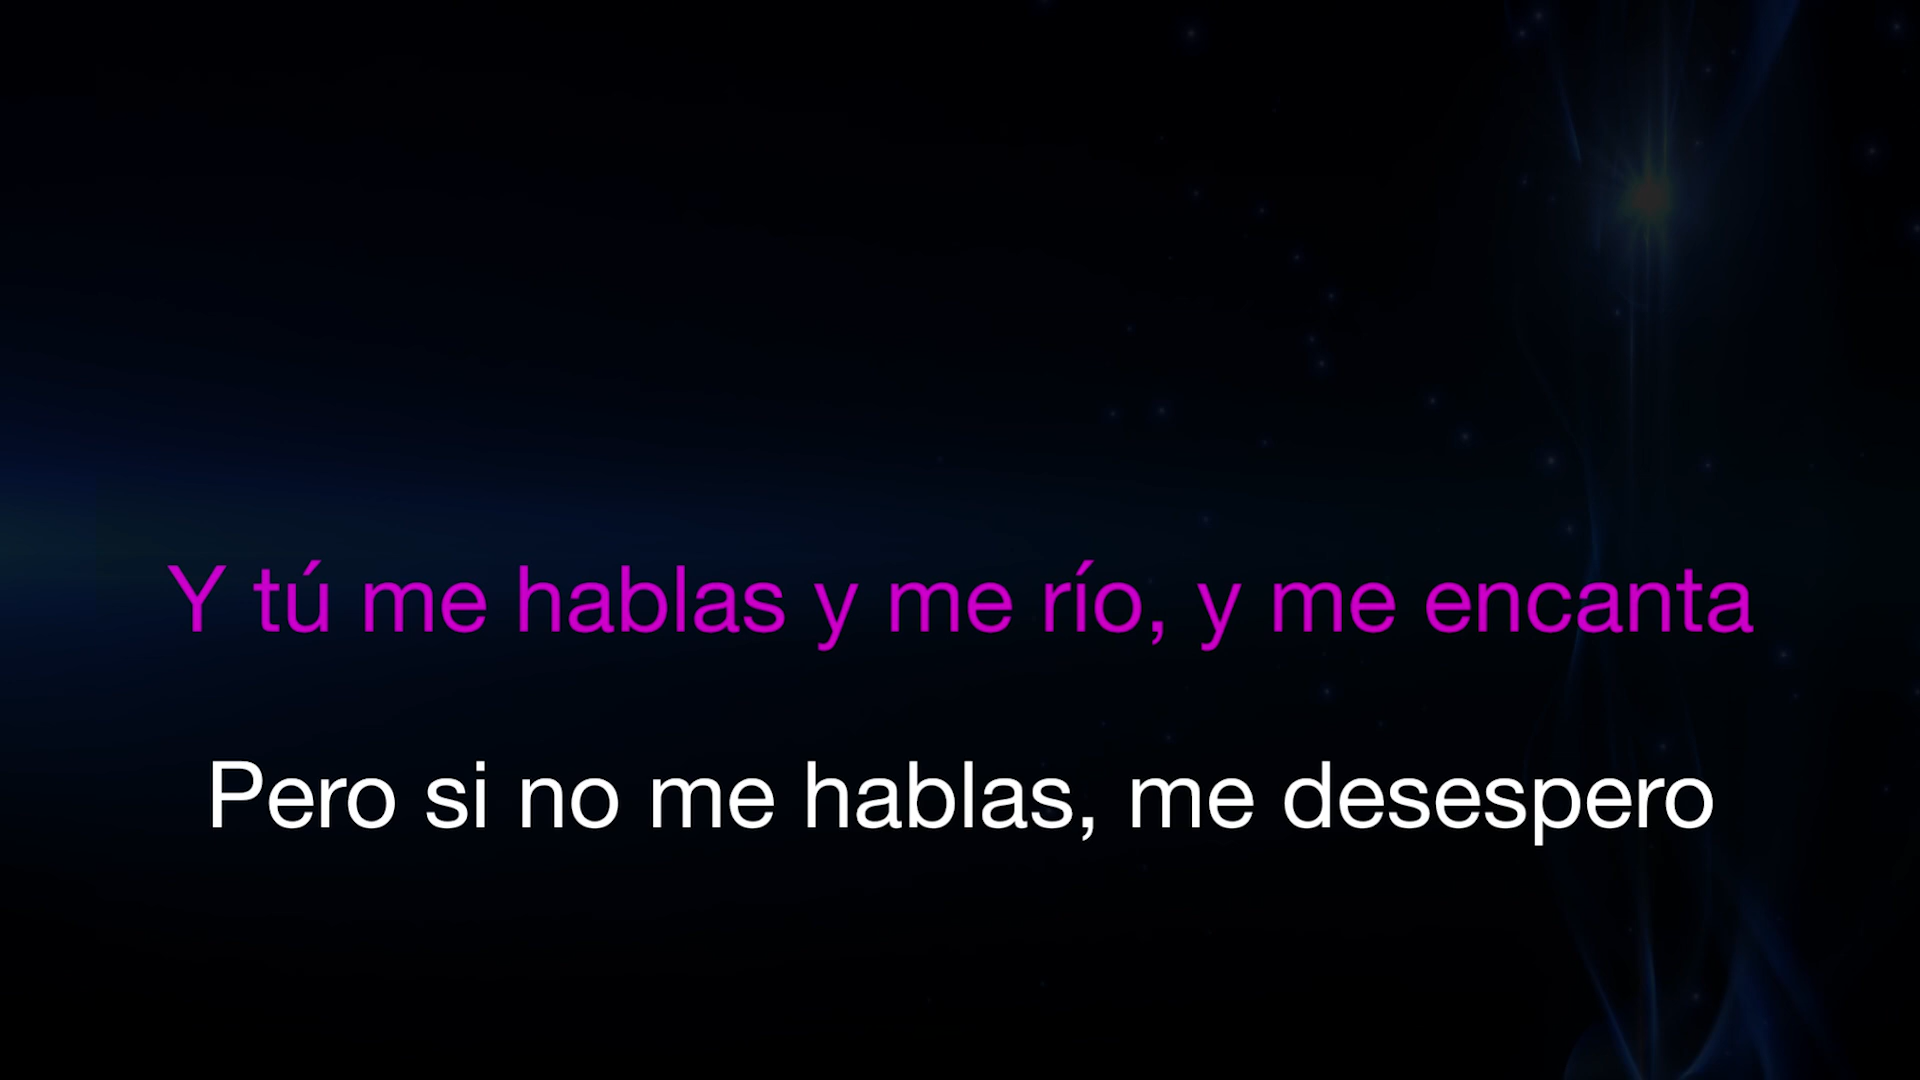 Y tú me hablas y me río, y me encanta
Pero si no me hablas, me desespero